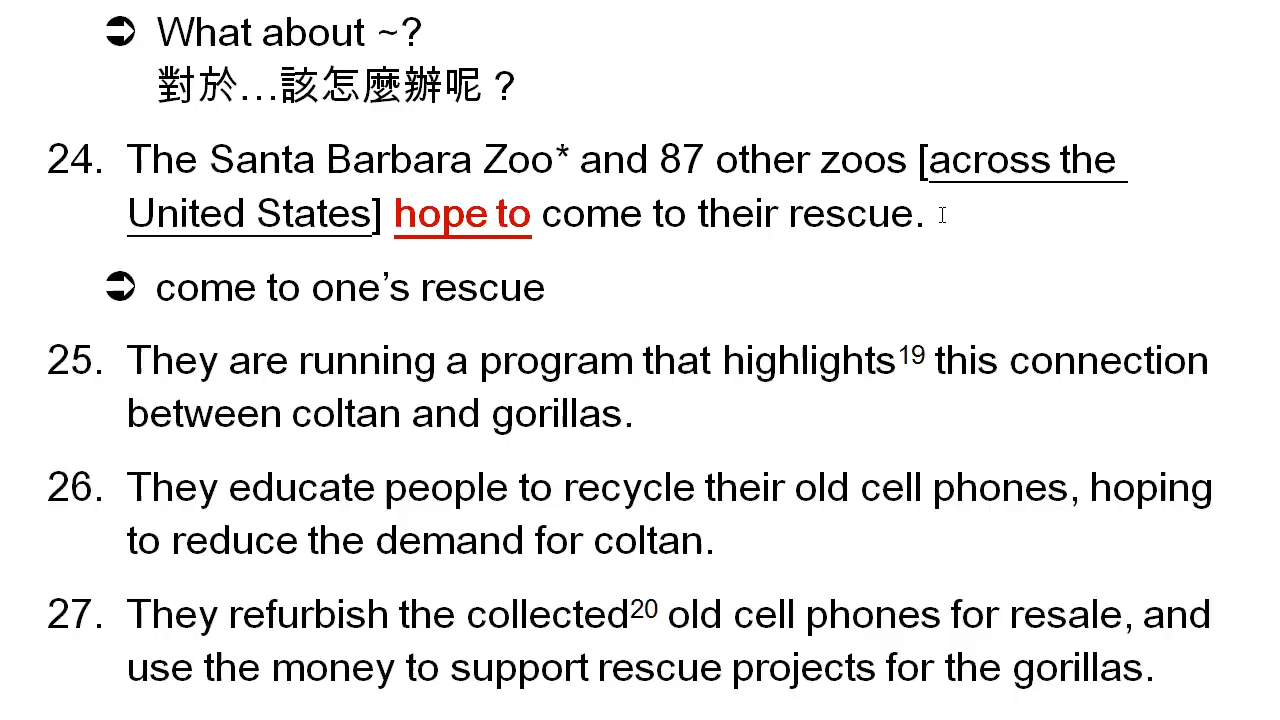 ➲ What about ~?
對於…該怎麼辦呢？
24. The Santa Barbara Zoo* and 87 other zoos [across the
United States] hope to come to their rescue.
➲ come to one’s rescue
25. They are running a program that highlights19 this connection
between coltan and gorillas.
26. They educate people to recycle their old cell phones, hoping
to reduce the demand for coltan.
27. They refurbish the collected20 old cell phones for resale, and
use the money to support rescue projects for the gorillas.